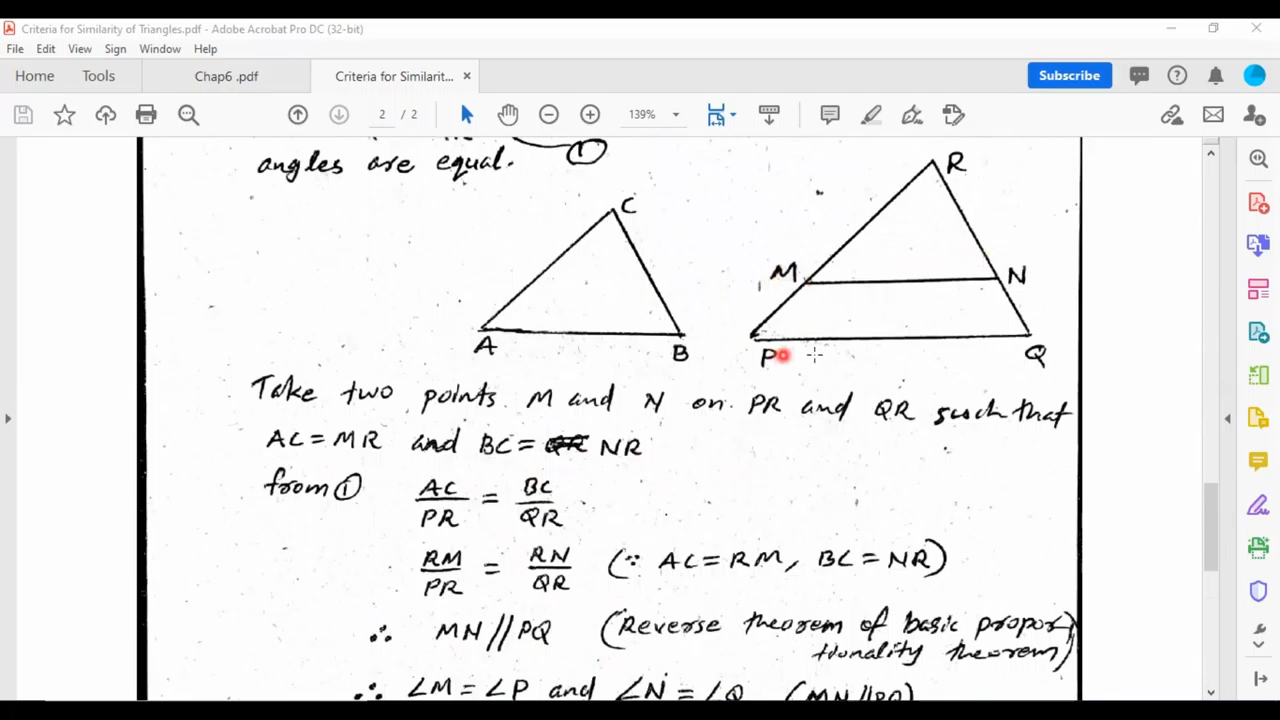 Criteria for Similarity of Triangles.pdf - Adobe Acrobat Pro DC (32-bit)
File Edit View Sign Window Help
Home Tools Chap6 .pdf Criteria for Similarit... × Subscribe
2 / 2 139%
angles are equal. ①
C
R
M
N
A
B
P
Q
Take two points M and N on PR and QR such that
AC = MR and BC = NR
from ① AC/PR = BC/QR
RM/PR = RN/QR (∵ AC = RM, BC = NR)
∴ MN // PQ (Reverse theorem of basic propor
tionality theorem)
∴ ∠M = ∠P and ∠N = ∠Q (MN // PQ)